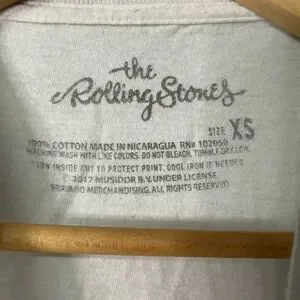 the
Rolling Stones
SIZE XS
100% COTTON MADE IN NICARAGUA RN# 102050
MACHINE WASH WITH LIKE COLORS. DO NOT BLEACH. TUMBLE DRY LOW.
TURN INSIDE OUT TO PROTECT PRINT. COOL IRON IF NEEDED
© 2017 MUSIDOR B.V. UNDER LICENSE
BRAVADO MERCHANDISING. ALL RIGHTS RESERVED